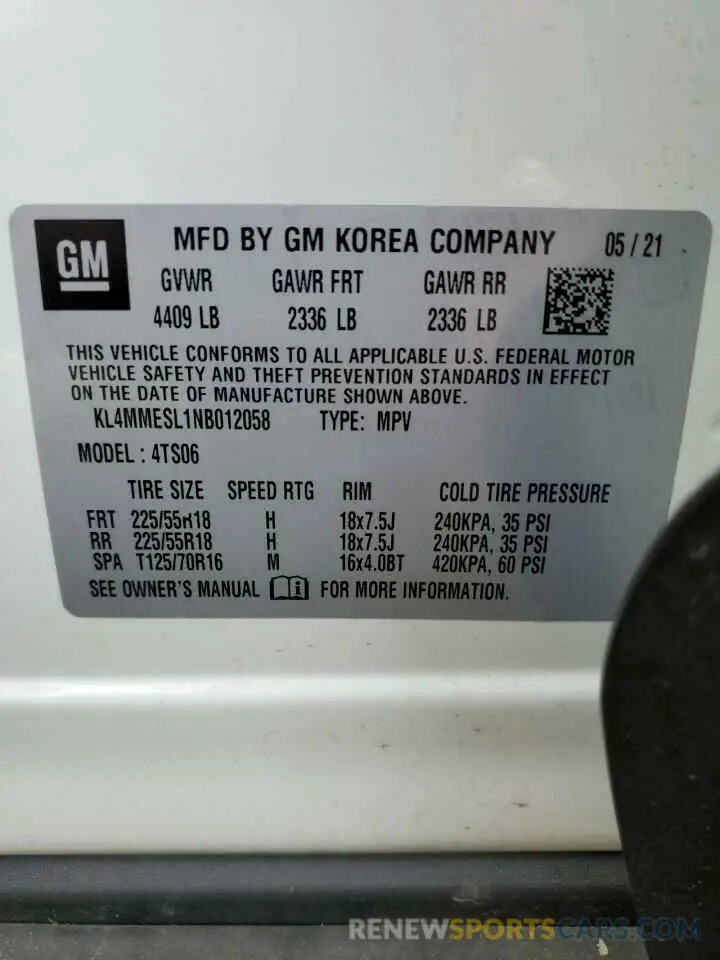 GM
MFD BY GM KOREA COMPANY 05/21
GVWR GAWR FRT GAWR RR
4409 LB 2336 LB 2336 LB
THIS VEHICLE CONFORMS TO ALL APPLICABLE U.S. FEDERAL MOTOR
VEHICLE SAFETY AND THEFT PREVENTION STANDARDS IN EFFECT
ON THE DATE OF MANUFACTURE SHOWN ABOVE.
KL4MMESL1NB012058 TYPE: MPV
MODEL: 4TS06
TIRE SIZE SPEED RTG RIM COLD TIRE PRESSURE
FRT 225/55R18 H 18x7.5J 240KPA, 35 PSI
RR 225/55R18 H 18x7.5J 240KPA, 35 PSI
SPA T125/70R16 M 16x4.0BT 420KPA, 60 PSI
SEE OWNER'S MANUAL i FOR MORE INFORMATION.
RENEWSPORTSCARS.COM